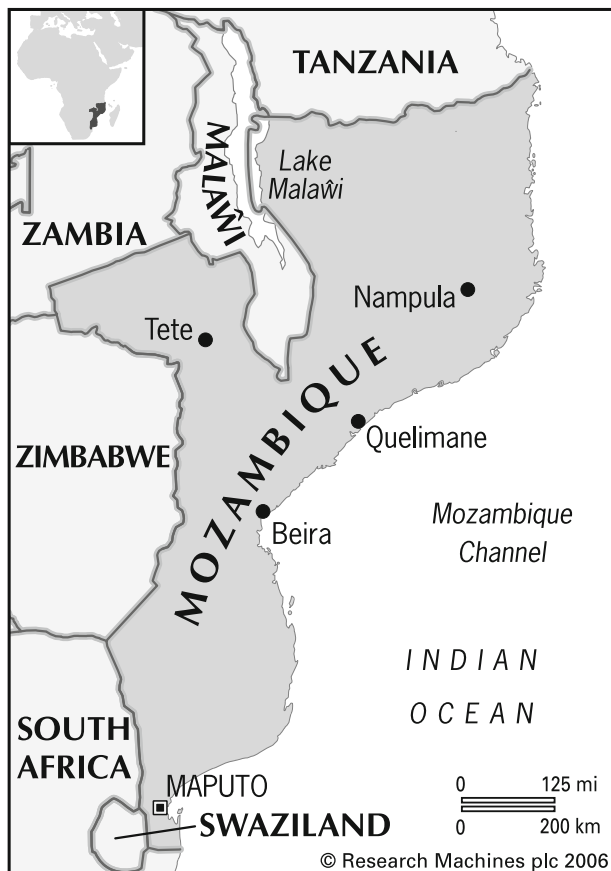 TANZANIA
MALAŴI
Lake
Malaŵi
ZAMBIA
Nampula
Tete
MOZAMBIQUE
ZIMBABWE
Quelimane
Beira
Mozambique
Channel
INDIAN
OCEAN
SOUTH
AFRICA
MAPUTO
SWAZILAND
0 125 mi
0 200 km
© Research Machines plc 2006